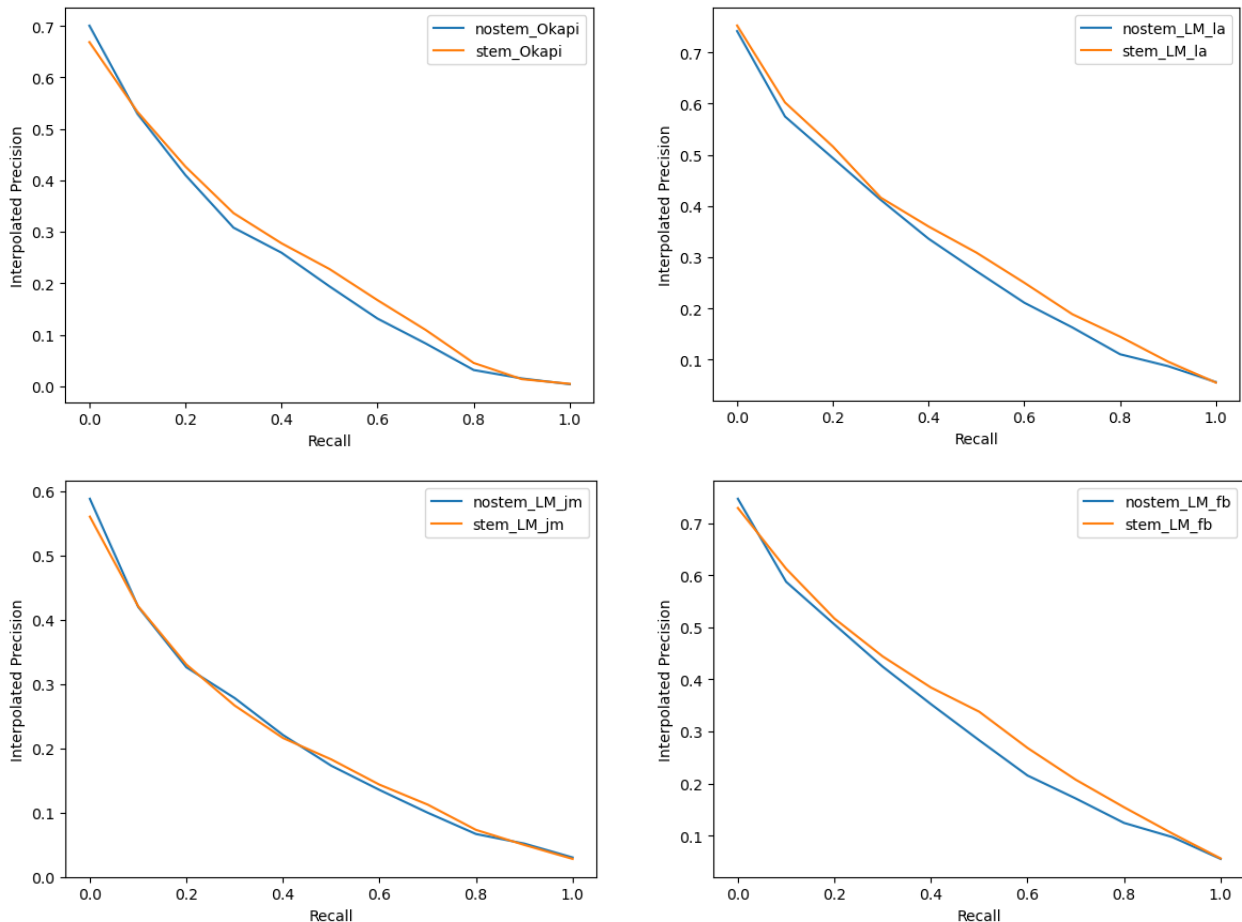 nostem_Okapi
stem_Okapi
0.7
0.6
0.5
0.4
0.3
0.2
0.1
0.0
Interpolated Precision
0.0 0.2 0.4 0.6 0.8 1.0
Recall
nostem_LM_la
stem_LM_la
0.7
0.6
0.5
0.4
0.3
0.2
0.1
Interpolated Precision
0.0 0.2 0.4 0.6 0.8 1.0
Recall
nostem_LM_jm
stem_LM_jm
0.6
0.5
0.4
0.3
0.2
0.1
0.0
Interpolated Precision
0.0 0.2 0.4 0.6 0.8 1.0
Recall
nostem_LM_fb
stem_LM_fb
0.7
0.6
0.5
0.4
0.3
0.2
0.1
Interpolated Precision
0.0 0.2 0.4 0.6 0.8 1.0
Recall